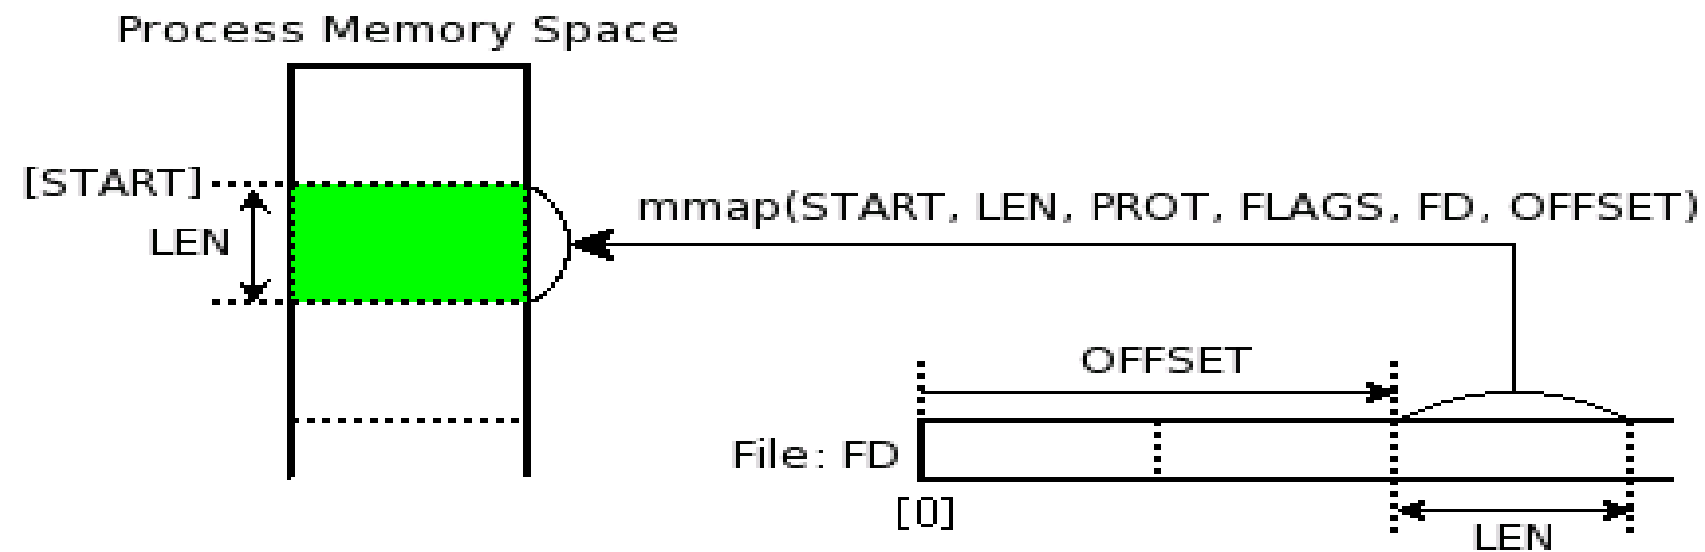 Process Memory Space
[START]
LEN
mmap(START, LEN, PROT, FLAGS, FD, OFFSET)
OFFSET
File: FD
[0]
LEN